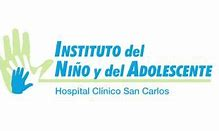 INSTITUTO del
NIÑO y del ADOLESCENTE
Hospital Clínico San Carlos